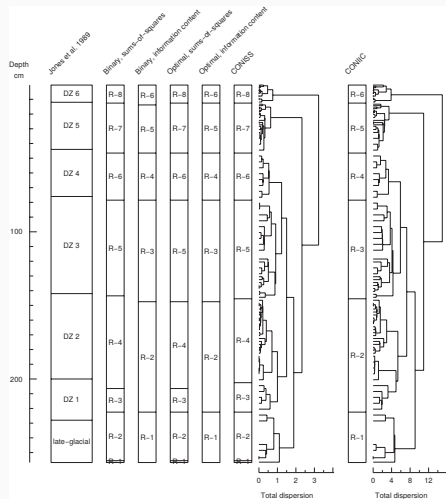 Depth
cm
Jones et al. 1989
Binary, sums−of−squares
Binary, information content
Optimal, sums−of−squares
Optimal, information content
CONISS
CONIIC
DZ 6
R−8
R−6
R−8
R−6
R−8
R−6
DZ 5
R−7
R−5
R−7
R−5
R−7
R−5
DZ 4
R−6
R−4
R−6
R−4
R−6
R−4
100
DZ 3
R−5
R−3
R−5
R−3
R−5
R−3
DZ 2
R−4
R−2
R−4
R−2
R−4
R−2
200
DZ 1
R−3
R−3
R−3
late−glacial
R−2
R−1
R−2
R−1
R−2
R−1
R−1
R−1
R−1
0 1 2 3
0 4 8 12
Total dispersion
Total dispersion